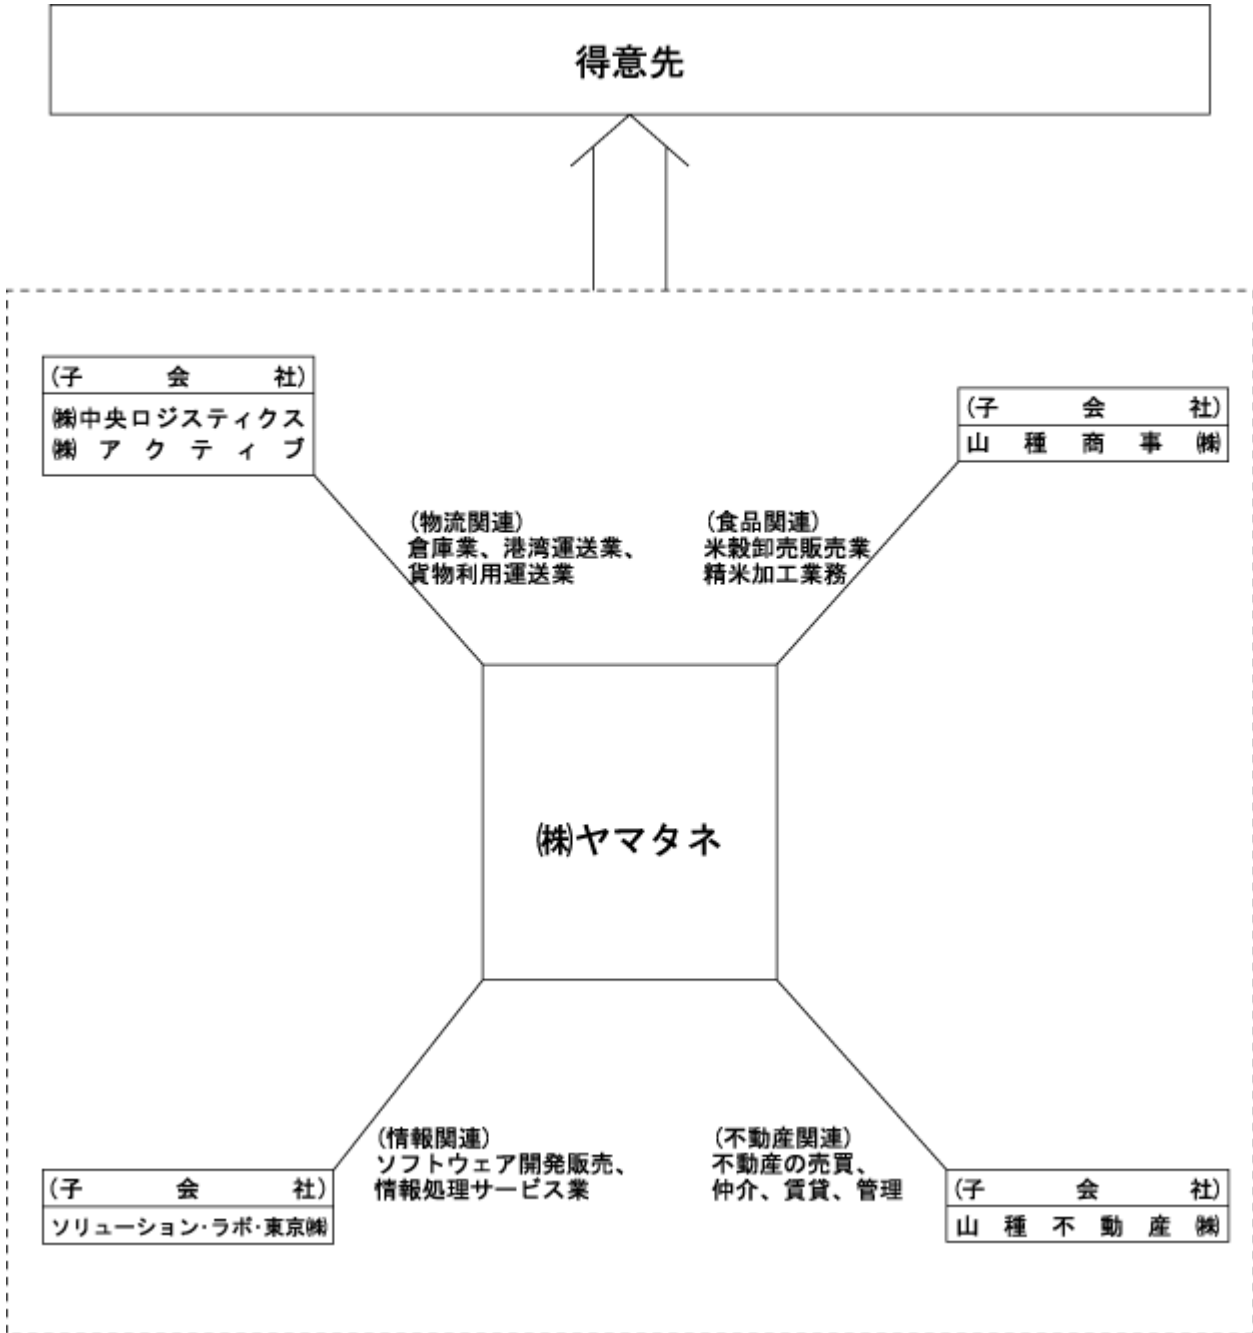 得意先
(子会社)
㈱中央ロジスティクス
㈱アクティブ
(子会社)
山種商事㈱
(物流関連)
倉庫業、港湾運送業、
貨物利用運送業
(食品関連)
米穀卸売販売業
精米加工業務
㈱ヤマタネ
(情報関連)
ソフトウェア開発販売、
情報処理サービス業
(不動産関連)
不動産の売買、
仲介、賃貸、管理
(子会社)
ソリューション･ラボ･東京㈱
(子会社)
山種不動産㈱